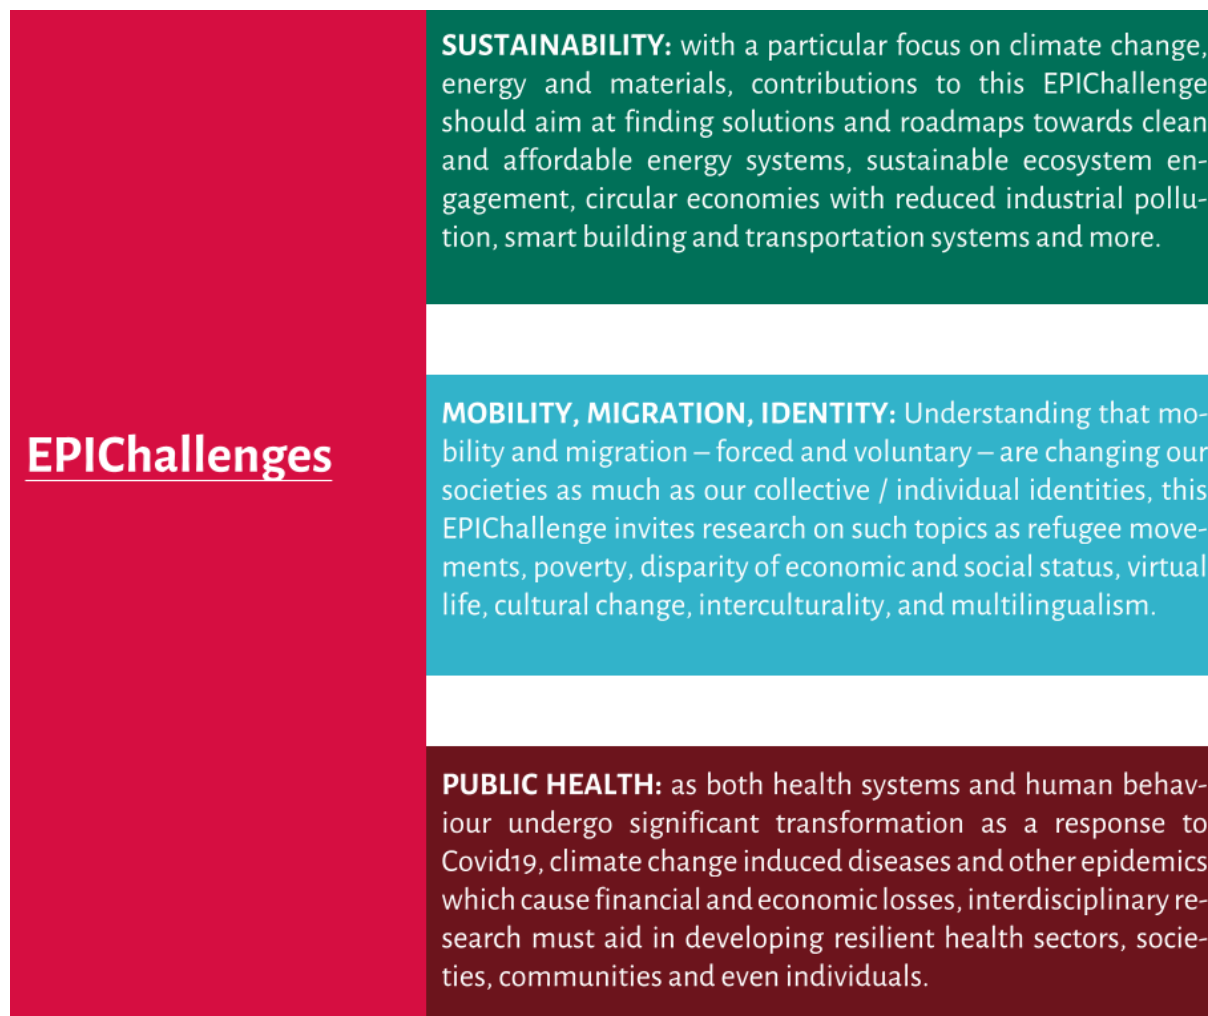 EPIChallenges
SUSTAINABILITY: with a particular focus on climate change,
energy and materials, contributions to this EPIChallenge
should aim at finding solutions and roadmaps towards clean
and affordable energy systems, sustainable ecosystem en-
gagement, circular economies with reduced industrial pollu-
tion, smart building and transportation systems and more.
MOBILITY, MIGRATION, IDENTITY: Understanding that mo-
bility and migration – forced and voluntary – are changing our
societies as much as our collective / individual identities, this
EPIChallenge invites research on such topics as refugee move-
ments, poverty, disparity of economic and social status, virtual
life, cultural change, interculturality, and multilingualism.
PUBLIC HEALTH: as both health systems and human behav-
iour undergo significant transformation as a response to
Covid19, climate change induced diseases and other epidemics
which cause financial and economic losses, interdisciplinary re-
search must aid in developing resilient health sectors, socie-
ties, communities and even individuals.